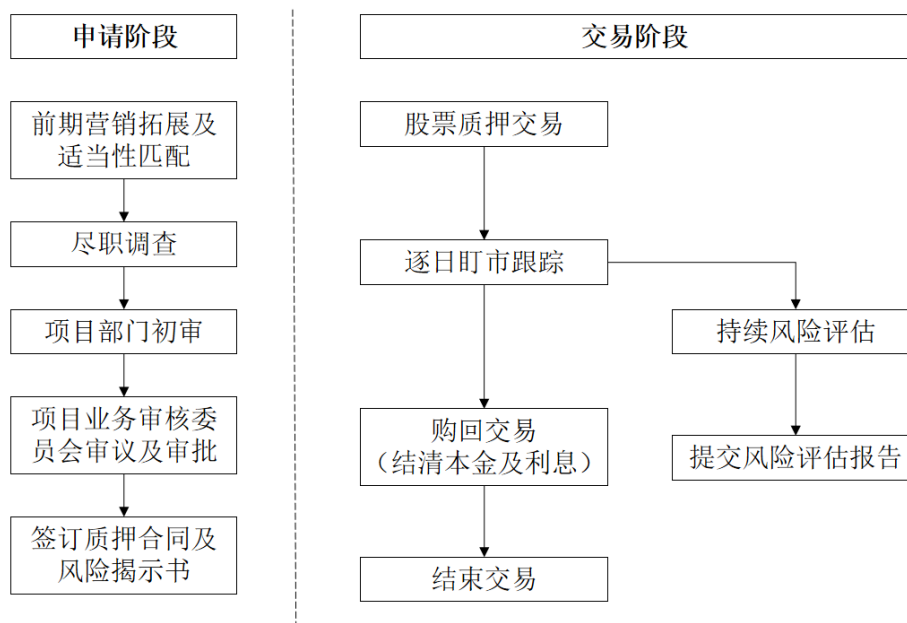 申请阶段
前期营销拓展及
适当性匹配
尽职调查
项目部门初审
项目业务审核委
员会审议及审批
签订质押合同及
风险揭示书
交易阶段
股票质押交易
逐日盯市跟踪
持续风险评估
购回交易
（结清本金及利息）
提交风险评估报告
结束交易